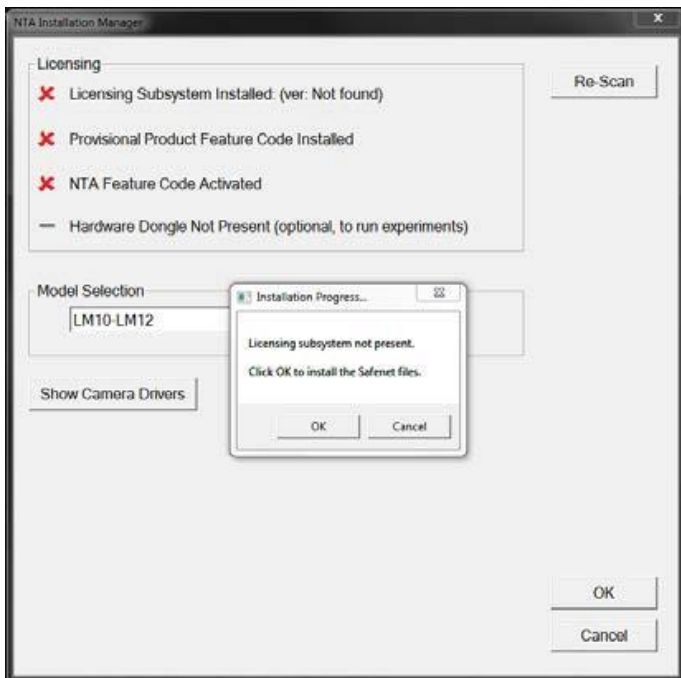 NTA Installation Manager
Licensing
Licensing Subsystem Installed: (ver: Not found)
Re-Scan
Provisional Product Feature Code Installed
NTA Feature Code Activated
Hardware Dongle Not Present (optional, to run experiments)
Model Selection
LM10-LM12
Installation Progress...
Licensing subsystem not present.
Click OK to install the Safenet files.
OK
Cancel
Show Camera Drivers
OK
Cancel